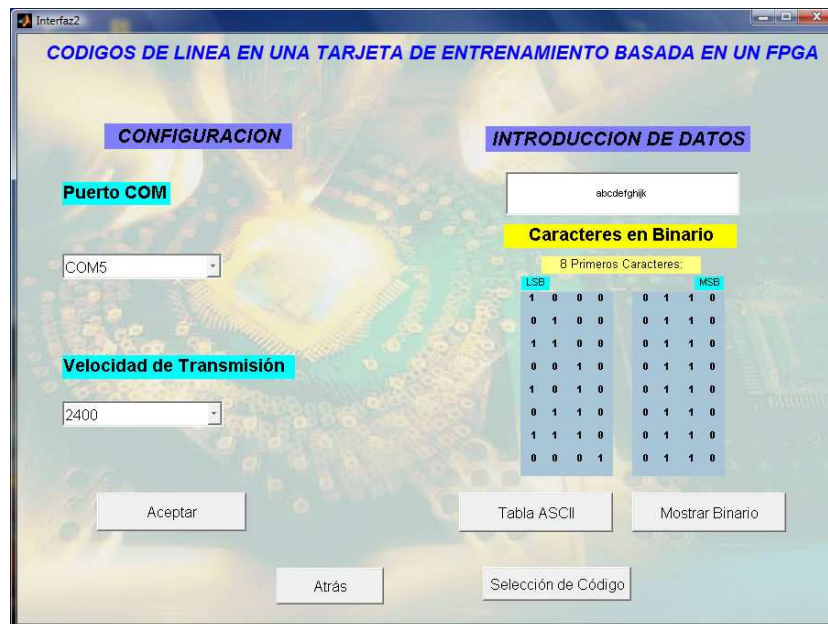 Interfaz2
CODIGOS DE LINEA EN UNA TARJETA DE ENTRENAMIENTO BASADA EN UN FPGA
CONFIGURACION
Puerto COM
COM5
Velocidad de Transmisión
2400
Aceptar
INTRODUCCION DE DATOS
abcdefghijk
Caracteres en Binario
8 Primeros Caracteres:
LSB MSB
1 0 0 0 0 1 1 0
0 1 0 0 0 1 1 0
1 1 0 0 0 1 1 0
0 0 1 0 0 1 1 0
1 0 1 0 0 1 1 0
0 1 1 0 0 1 1 0
1 1 1 0 0 1 1 0
0 0 0 1 0 1 1 0
Tabla ASCII Mostrar Binario
Atrás Selección de Código